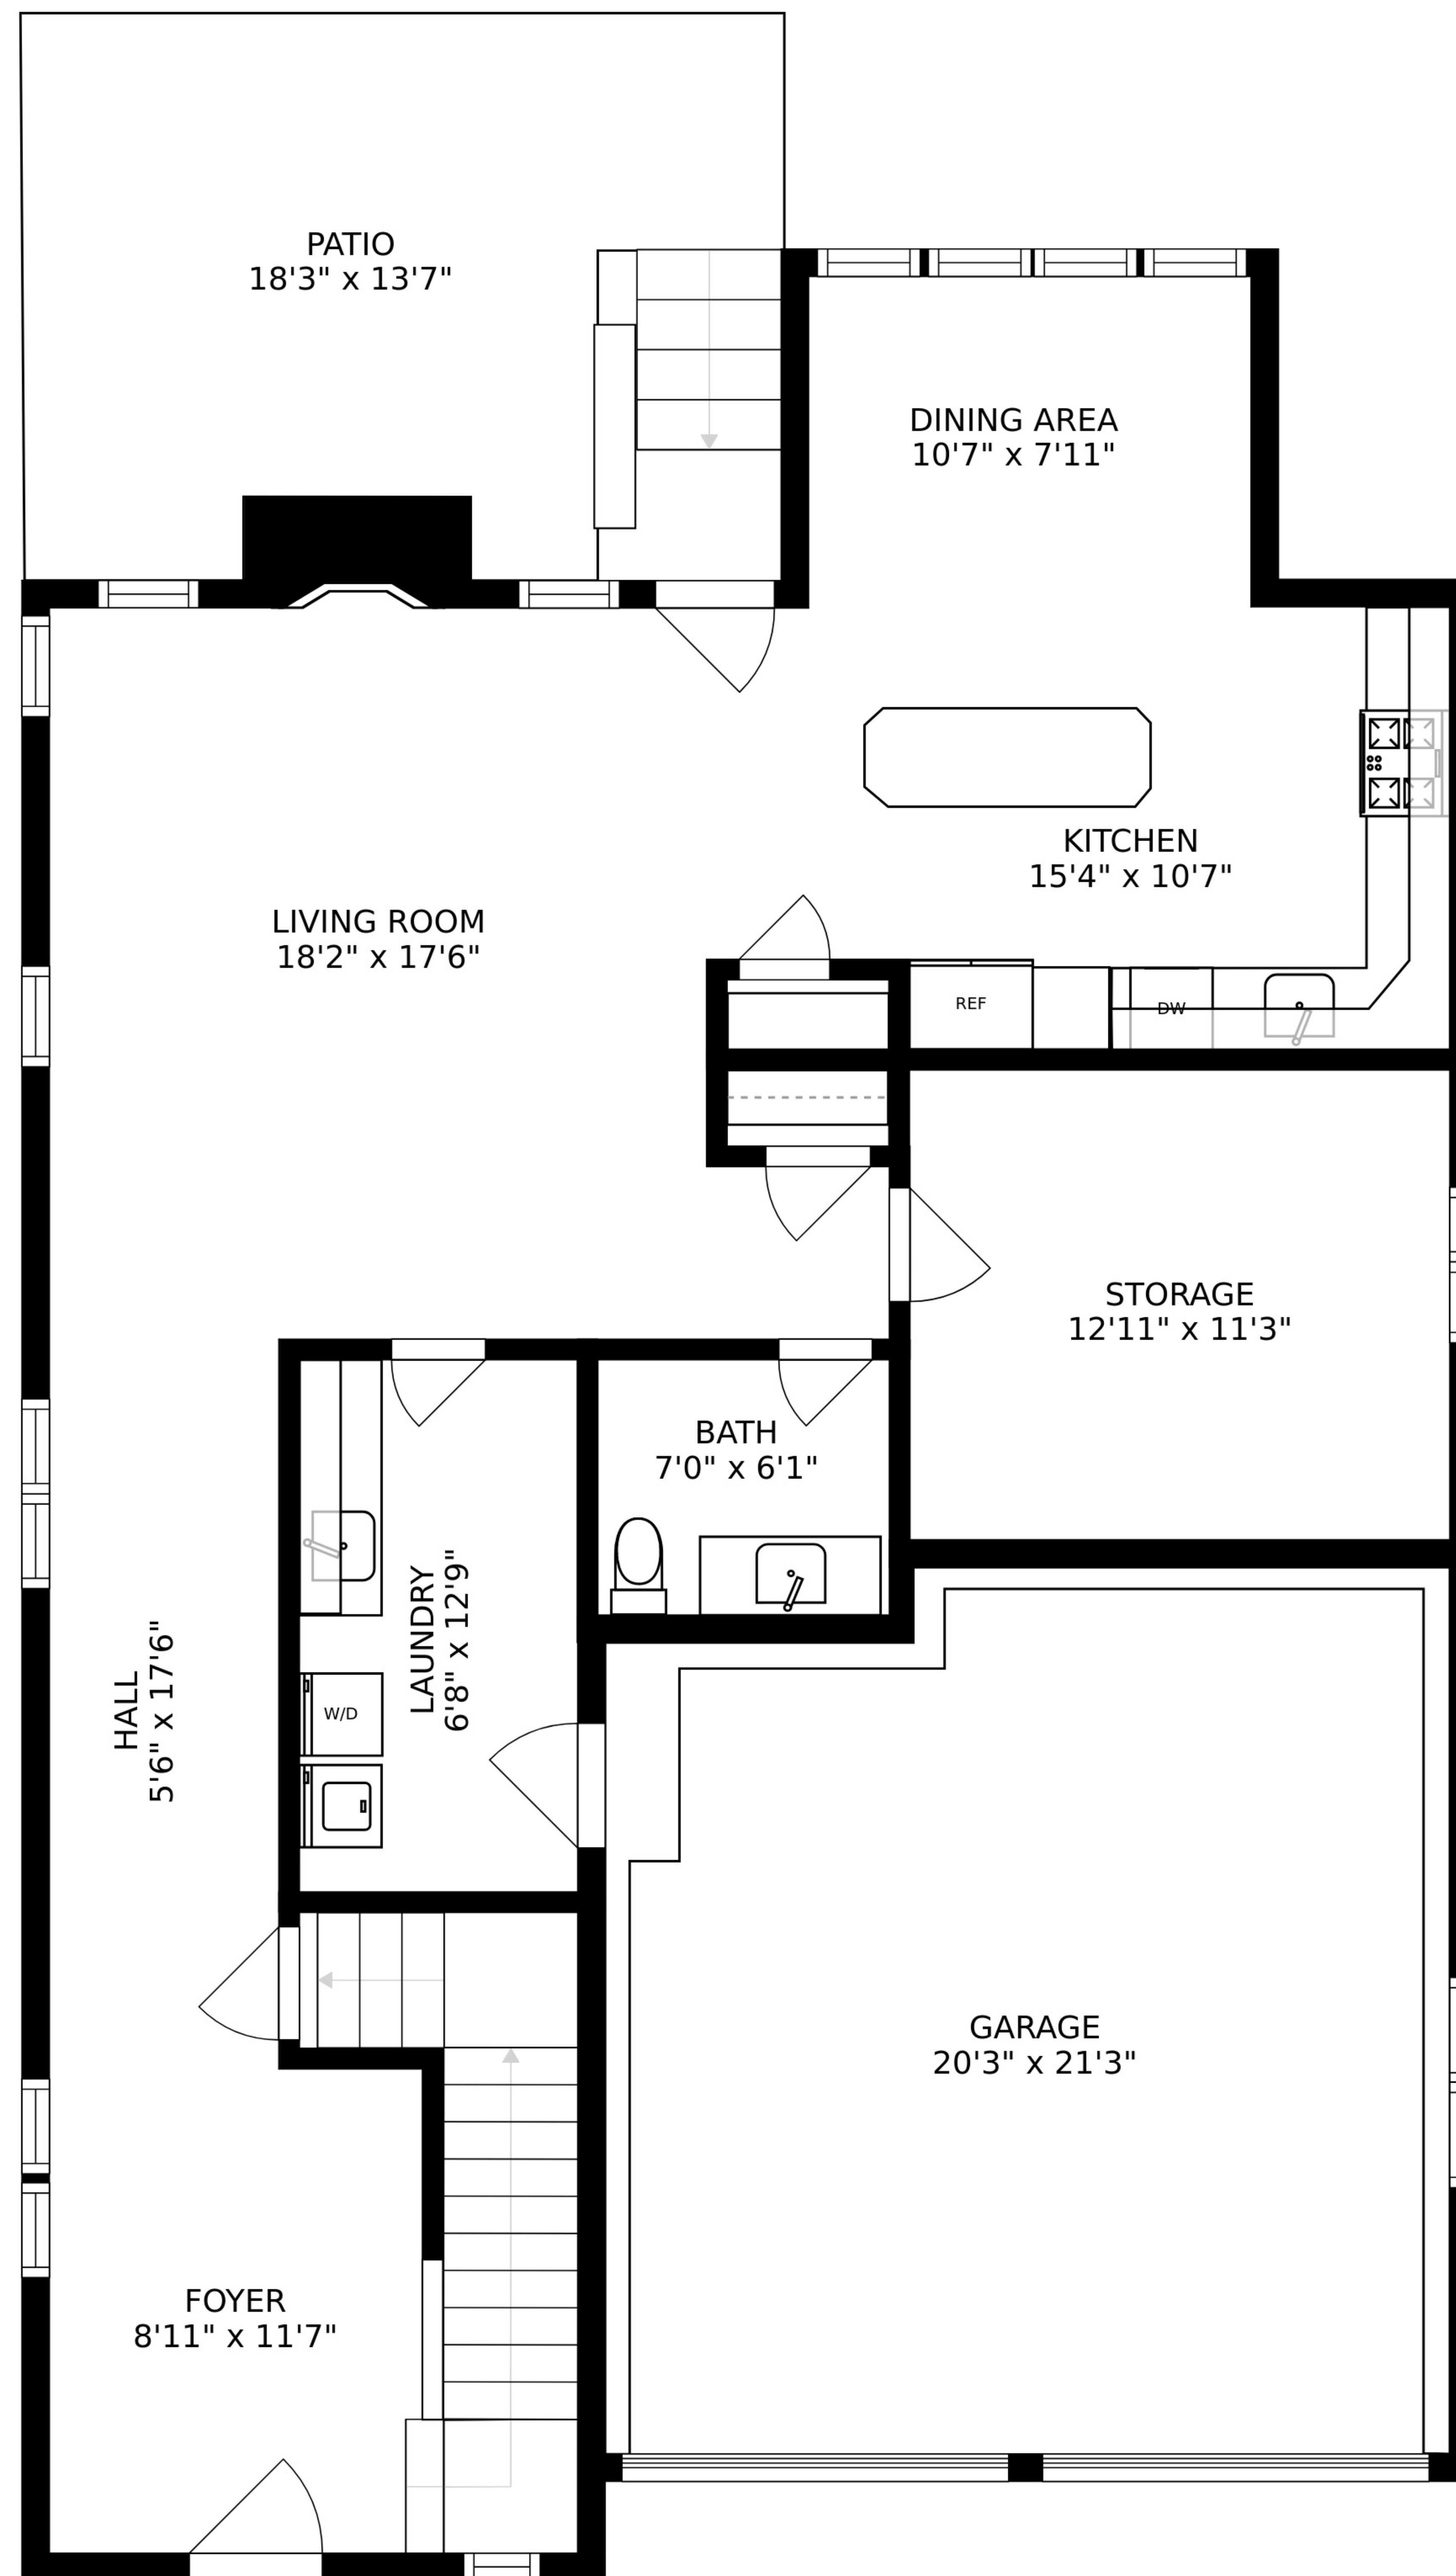 PATIO
18'3" x 13'7"
DINING AREA
10'7" x 7'11"
KITCHEN
15'4" x 10'7"
LIVING ROOM
18'2" x 17'6"
REF
DW
STORAGE
12'11" x 11'3"
BATH
7'0" x 6'1"
LAUNDRY
6'8" x 12'9"
HALL
5'6" x 17'6"
W/D
GARAGE
20'3" x 21'3"
FOYER
8'11" x 11'7"